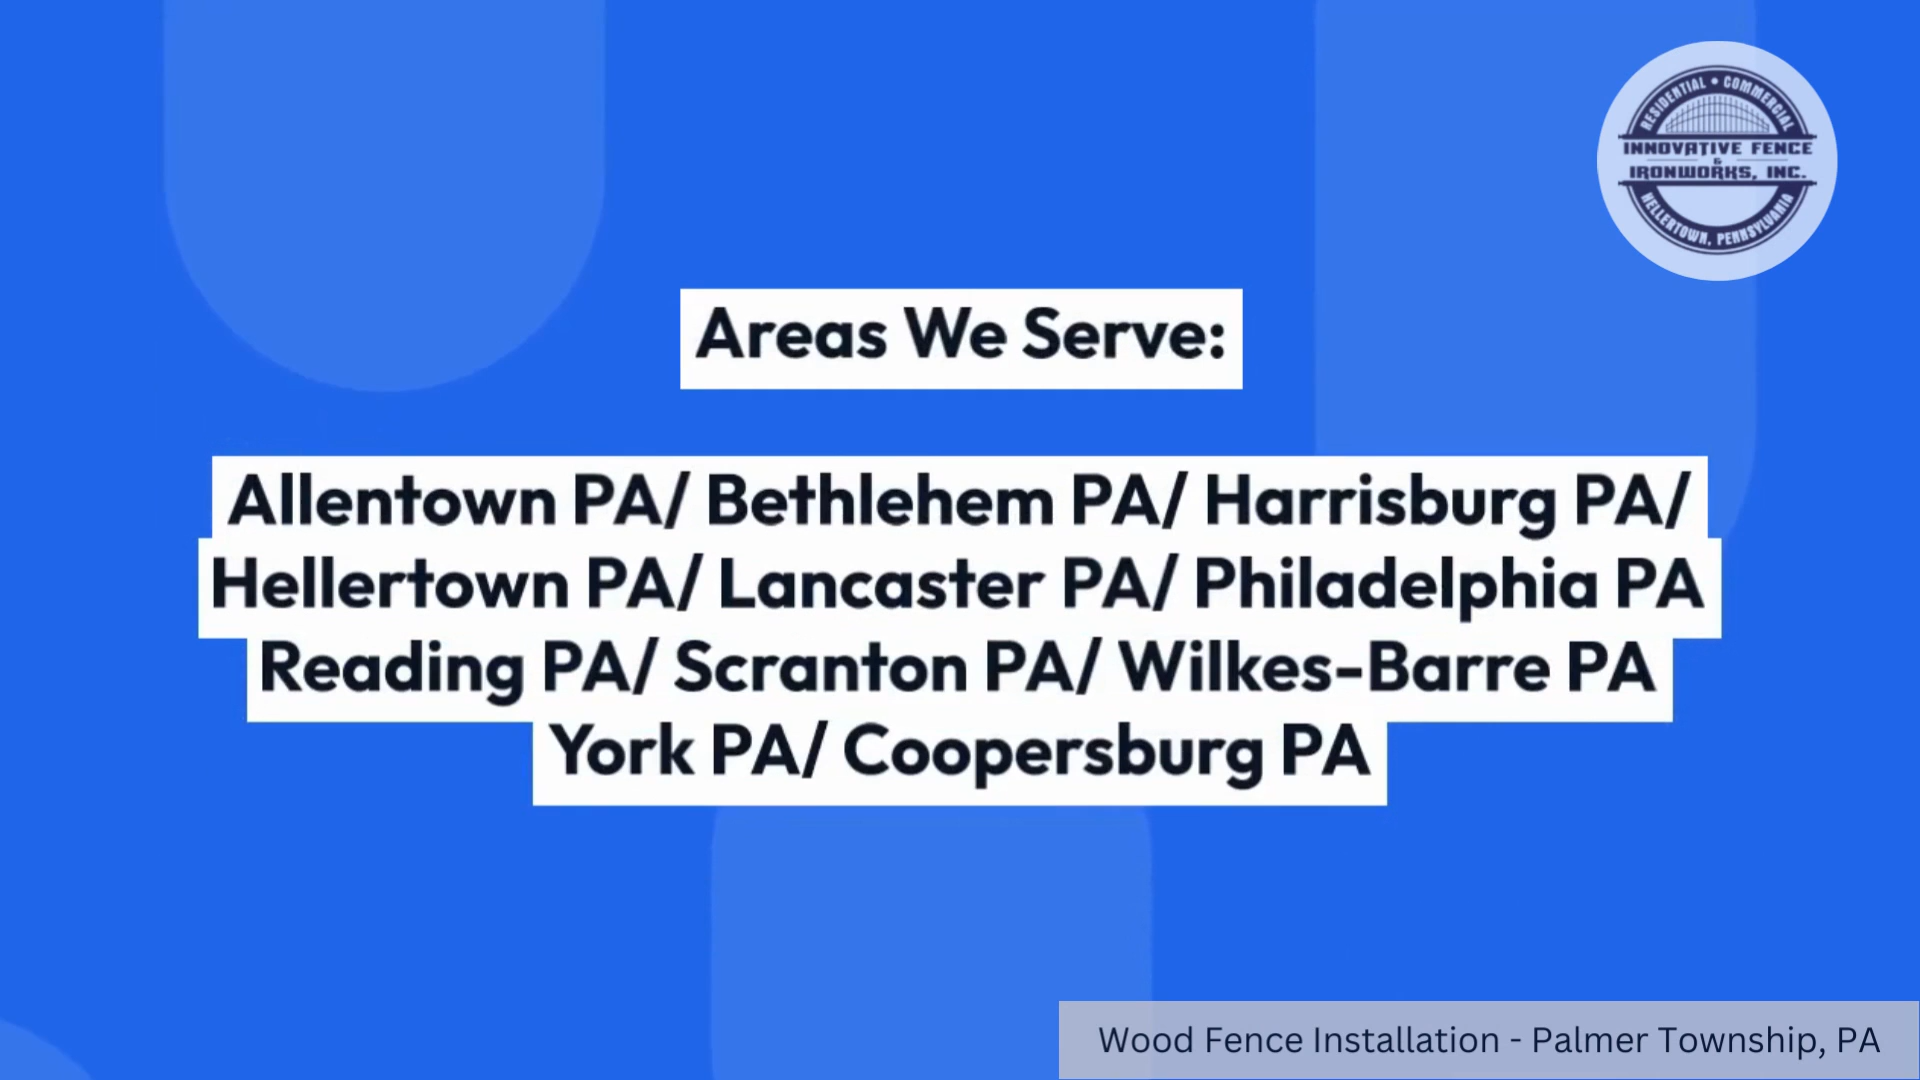 RESIDENTIAL • COMMERCIAL
INNOVATIVE FENCE
&
IRONWORKS, INC.
HELLERTOWN, PENNSYLVANIA
Areas We Serve:
Allentown PA/ Bethlehem PA/ Harrisburg PA/
Hellertown PA/ Lancaster PA/ Philadelphia PA
Reading PA/ Scranton PA/ Wilkes-Barre PA
York PA/ Coopersburg PA
Wood Fence Installation - Palmer Township, PA